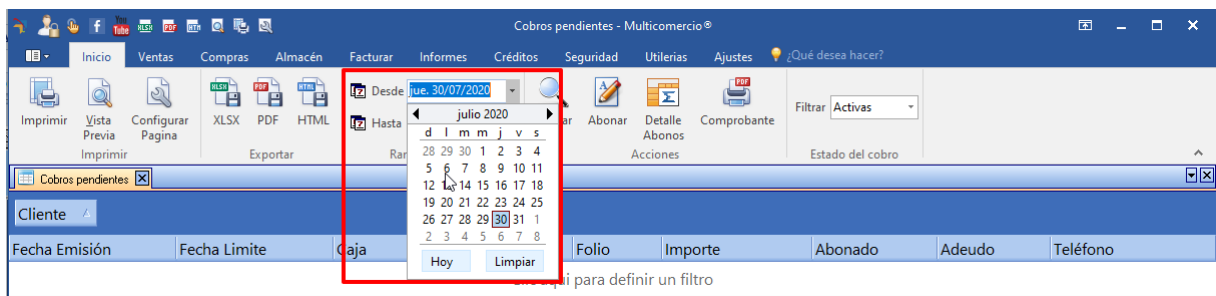 You Tube XLSX PDF HTM
Cobros pendientes - Multicomercio®
Inicio Ventas Compras Almacén Facturar Informes Créditos Seguridad Utilerias Ajustes ¿Qué desea hacer?
Imprimir
Vista Previa
Configurar Pagina
XLSX PDF HTML
Desde jue. 30/07/2020
Hasta
Abonar
Detalle Abonos
Comprobante
Filtrar Activas
Imprimir Exportar Acciones Estado del cobro
julio 2020
d l m m j v s
28 29 30 1 2 3 4
5 6 7 8 9 10 11
12 14 15 16 17 18
19 20 21 22 23 24 25
26 27 28 29 30 31 1
2 3 4 5 6 7 8
Hoy Limpiar
Cobros pendientes
Cliente
Fecha Emisión Fecha Limite Caja Folio Importe Abonado Adeudo Teléfono
para definir un filtro